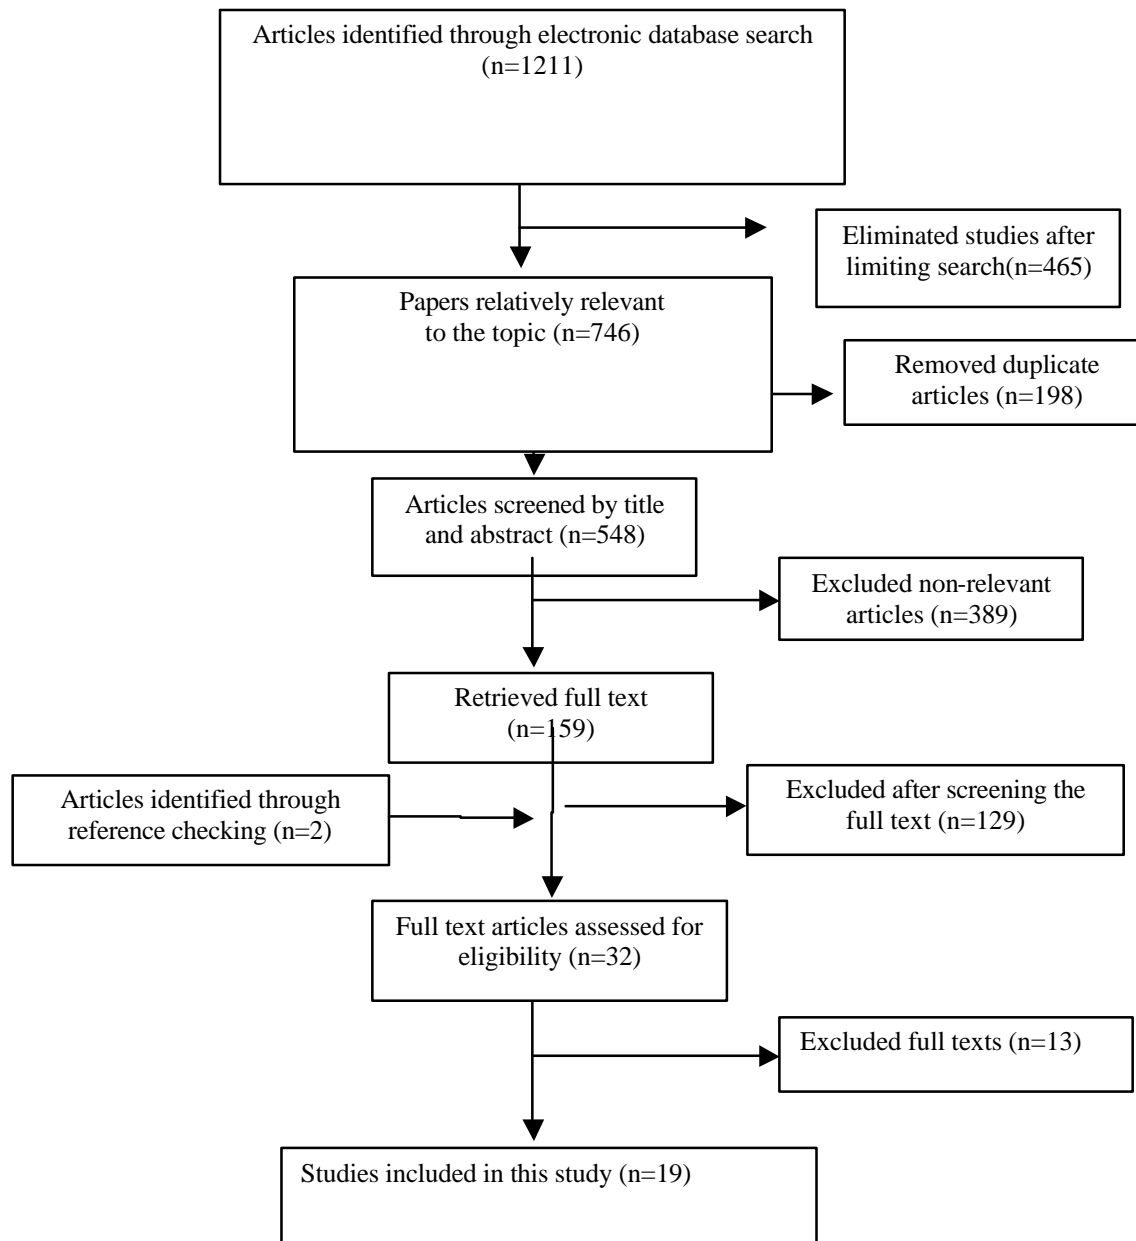 Articles identified through electronic database search
(n=1211)
Eliminated studies after
limiting search(n=465)
Papers relatively relevant
to the topic (n=746)
Removed duplicate
articles (n=198)
Articles screened by title
and abstract (n=548)
Excluded non-relevant
articles (n=389)
Retrieved full text
(n=159)
Articles identified through
reference checking (n=2)
Excluded after screening the
full text (n=129)
Full text articles assessed for
eligibility (n=32)
Excluded full texts (n=13)
Studies included in this study (n=19)